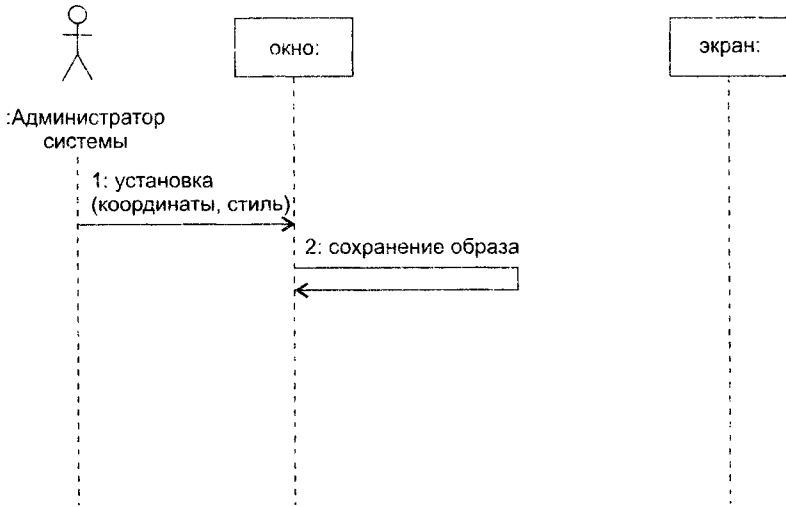 окно:
экран:
:Администратор
системы
1: установка
(координаты, стиль)
2: сохранение образа